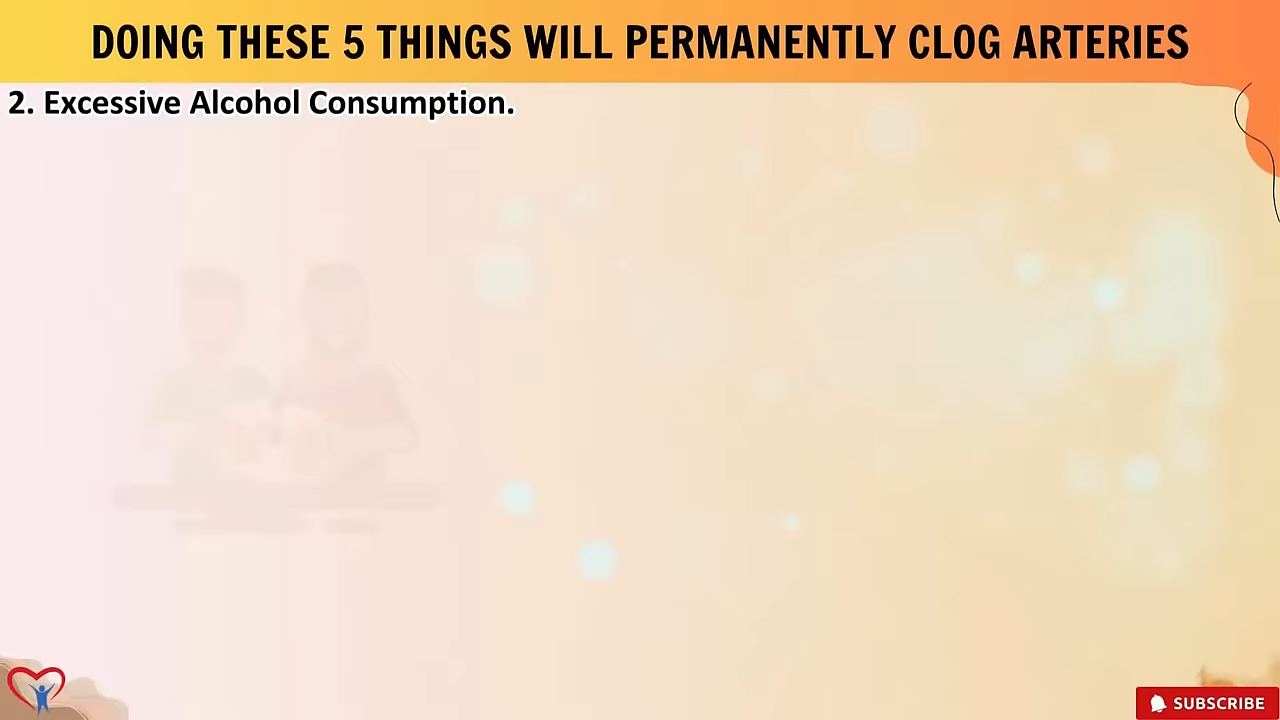 DOING THESE 5 THINGS WILL PERMANENTLY CLOG ARTERIES
2. Excessive Alcohol Consumption.
SUBSCRIBE